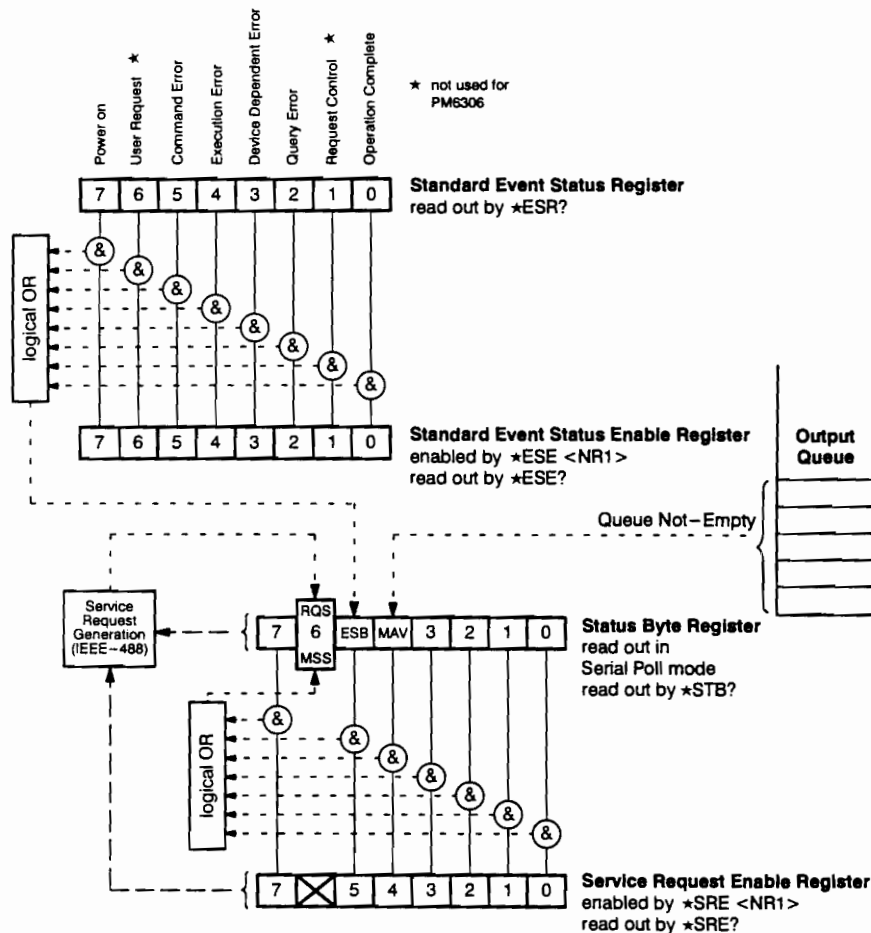 Power on
User Request ★
Command Error
Execution Error
Device Dependent Error
Query Error
Request Control ★
Operation Complete
★ not used for
PM6306
7 6 5 4 3 2 1 0
Standard Event Status Register
read out by ★ESR?
logical OR
& & & & & & & &
7 6 5 4 3 2 1 0
Standard Event Status Enable Register
enabled by ★ESE <NR1>
read out by ★ESE?
Output
Queue
Queue Not-Empty
Service
Request
Generation
(IEEE-488)
RQS
7 6 ESB MAV 3 2 1 0
MSS
Status Byte Register
read out in
Serial Poll mode
read out by ★STB?
logical OR
& & & & & & &
7 5 4 3 2 1 0
Service Request Enable Register
enabled by ★SRE <NR1>
read out by ★SRE?